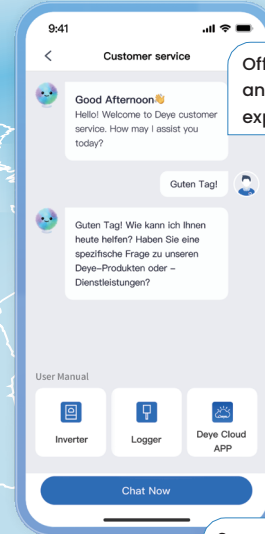 9:41
Customer service
Off
an
exp
Good Afternoon👋
Hello! Welcome to Deye customer
service. How may I assist you
today?
Guten Tag!
Guten Tag! Wie kann ich Ihnen
heute helfen? Haben Sie eine
spezifische Frage zu unseren
Deye-Produkten oder –
Dienstleistungen?
User Manual
Inverter
Logger
Deye Cloud
APP
Chat Now